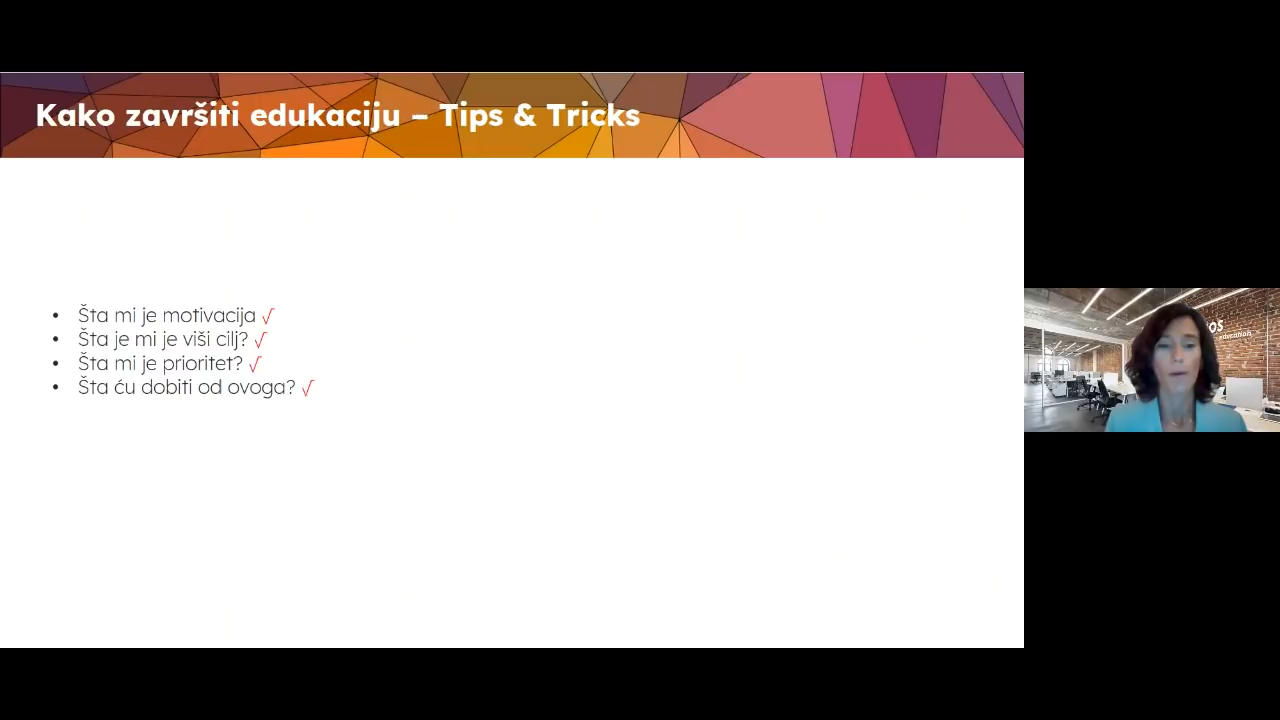 Kako završiti edukaciju – Tips & Tricks
• Šta mi je motivacija √
• Šta je mi je viši cilj? √
• Šta mi je prioritet? √
• Šta ću dobiti od ovoga? √
education